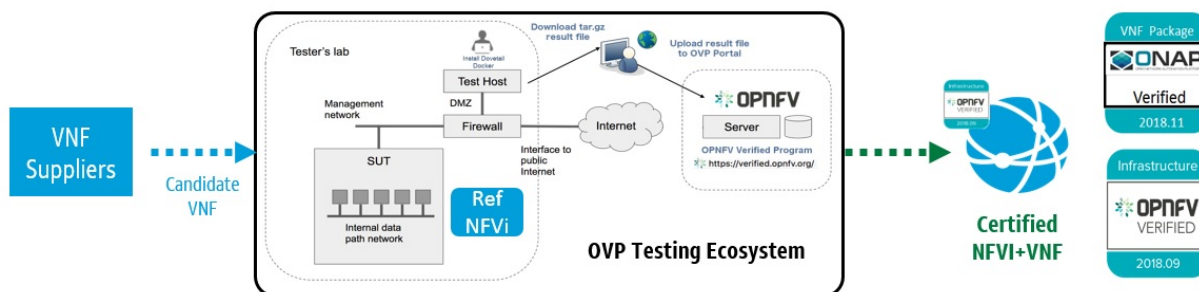 VNF
Suppliers
Candidate
VNF
Tester's lab
Install Dovetail
Docker
Test Host
DMZ
Management
network
Firewall
Internet
Interface to
public
Internet
SUT
Internal data
path network
Ref
NFVi
Download tar.gz
result file
Upload result file
to OVP Portal
OPNFV
Server
OPNFV Verified Program
https://verified.opnfv.org/
OVP Testing Ecosystem
Infrastructure
OPNFV
VERIFIED
2018.09
Certified
NFVI+VNF
VNF Package
ONAP
Verified
2018.11
Infrastructure
OPNFV
VERIFIED
2018.09